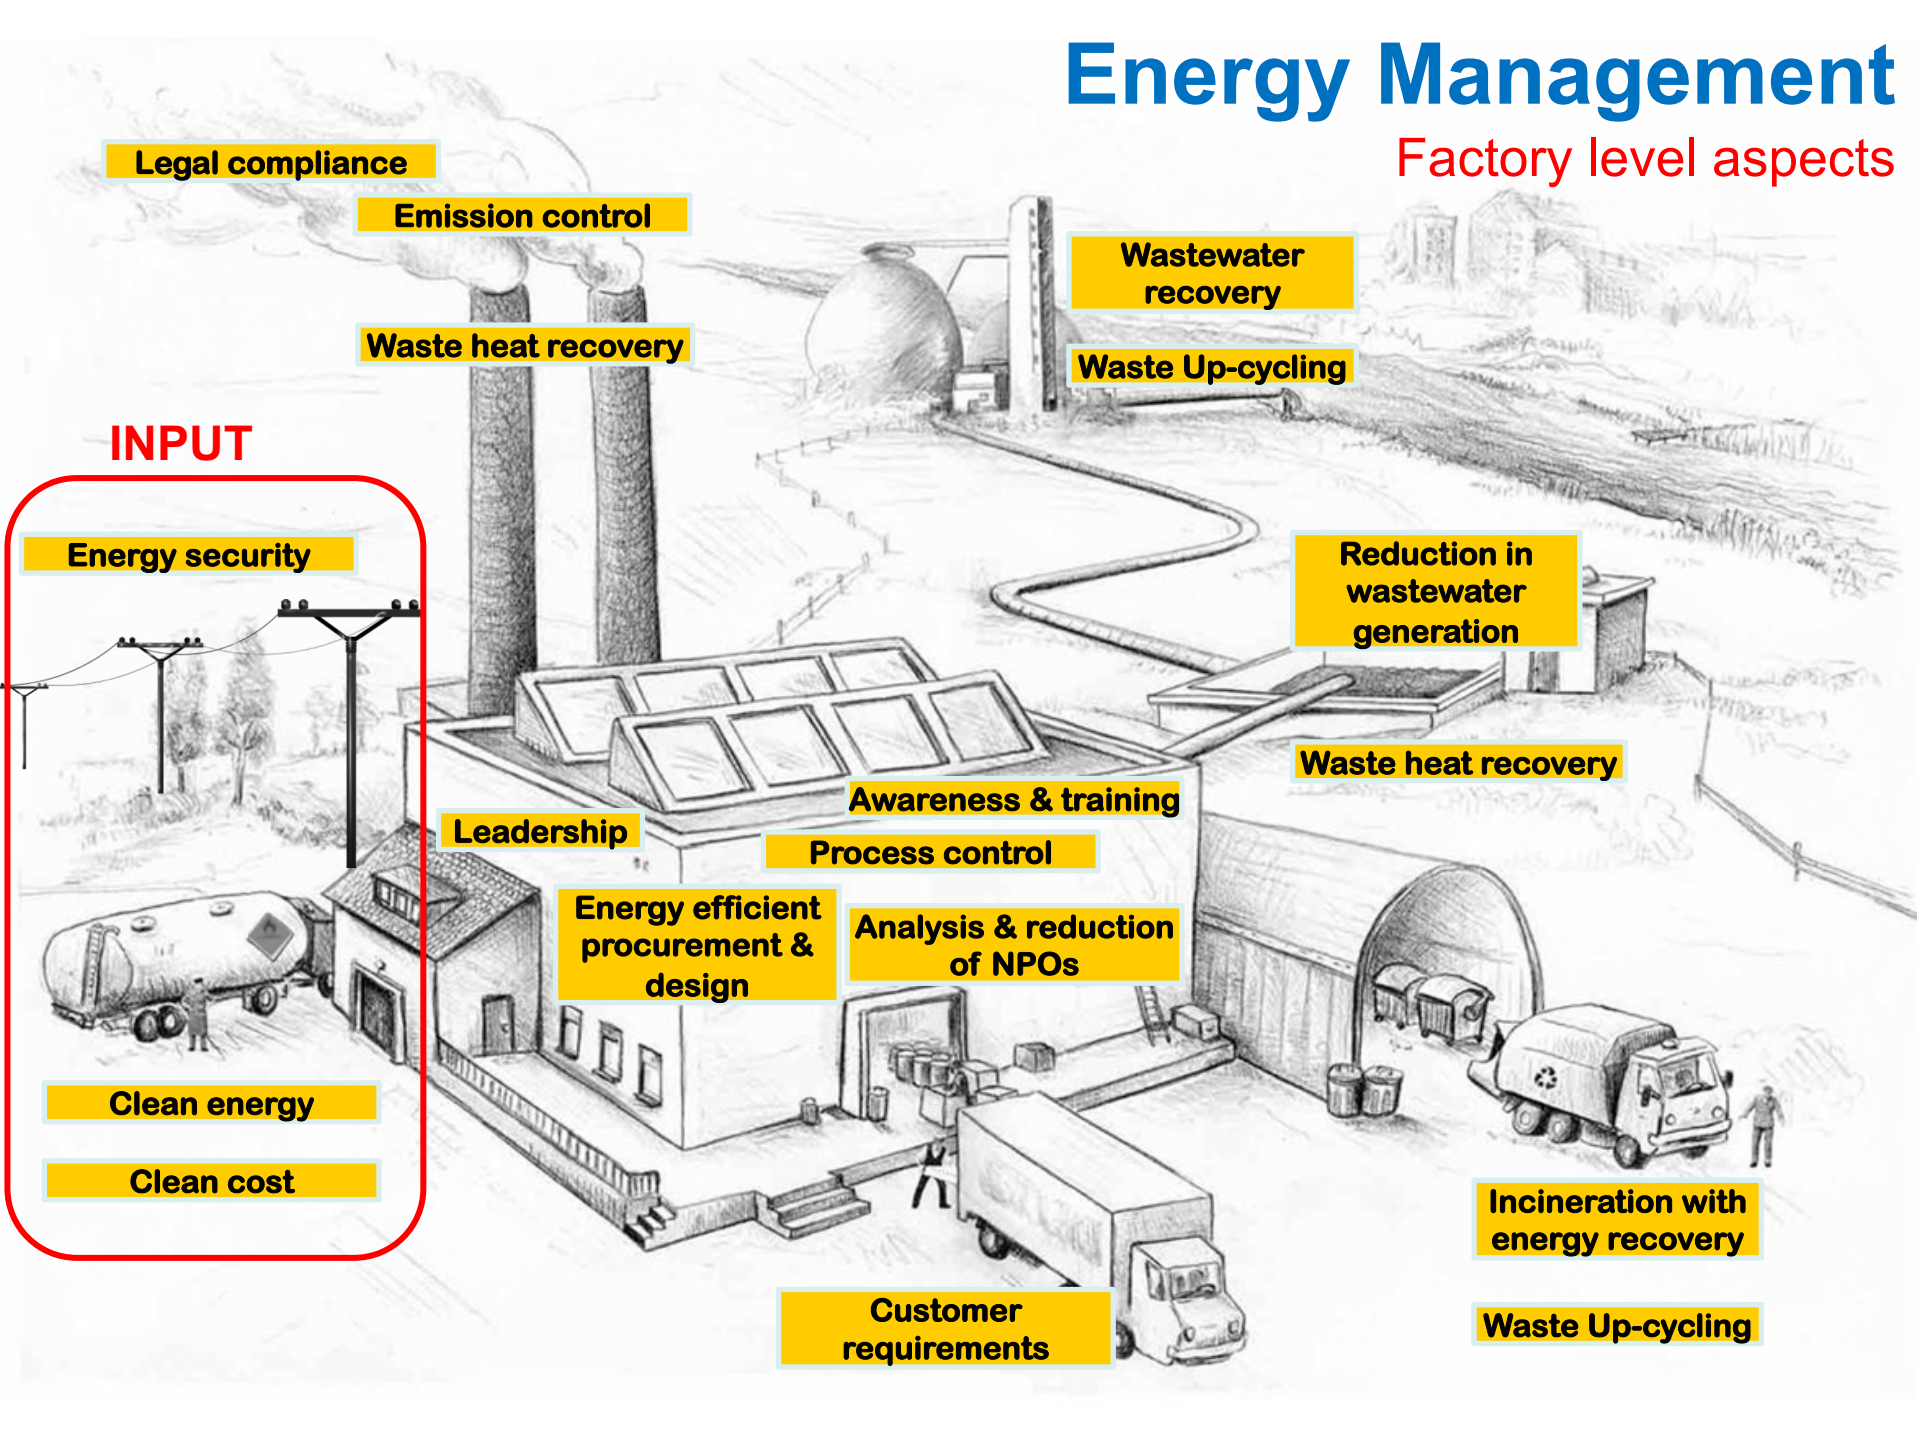 Energy Management
Factory level aspects
Legal compliance
Emission control
Waste heat recovery
Wastewater
recovery
Waste Up-cycling
INPUT
Energy security
Clean energy
Clean cost
Reduction in
wastewater
generation
Waste heat recovery
Awareness & training
Leadership
Process control
Energy efficient
procurement &
design
Analysis & reduction
of NPOs
Customer
requirements
Incineration with
energy recovery
Waste Up-cycling